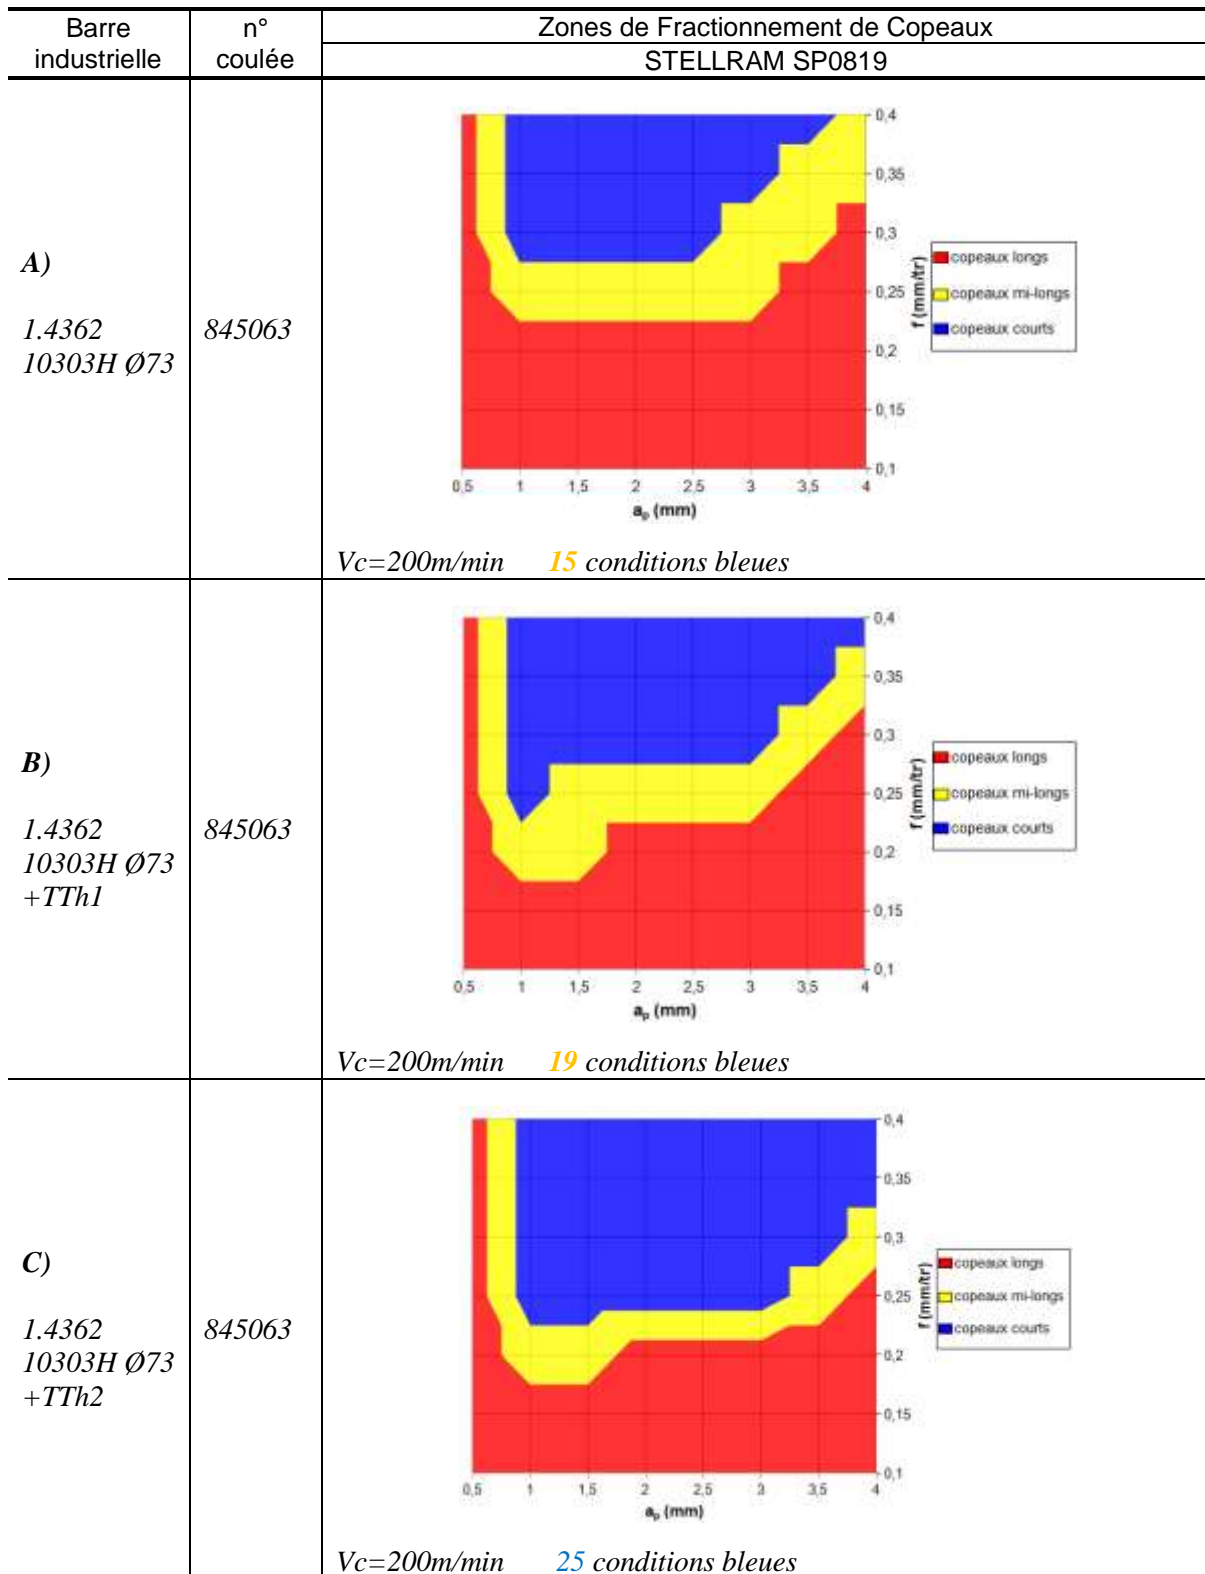 Barre industrielle
n° coulée
Zones de Fractionnement de Copeaux
STELLRAM SP0819
A)
1.4362
10303H Ø73
845063
0,4
0,35
0,3
0,25
0,2
0,15
0,1
f (mm/tr)
0,5 1 1,5 2 2,5 3 3,5 4
aₚ (mm)
copeaux longs
copeaux mi-longs
copeaux courts
Vc=200m/min 15 conditions bleues
B)
1.4362
10303H Ø73
+TTh1
845063
0,4
0,35
0,3
0,25
0,2
0,15
0,1
f (mm/tr)
0,5 1 1,5 2 2,5 3 3,5 4
aₚ (mm)
copeaux longs
copeaux mi-longs
copeaux courts
Vc=200m/min 19 conditions bleues
C)
1.4362
10303H Ø73
+TTh2
845063
0,4
0,35
0,3
0,25
0,2
0,15
0,1
f (mm/tr)
0,5 1 1,5 2 2,5 3 3,5 4
aₚ (mm)
copeaux longs
copeaux mi-longs
copeaux courts
Vc=200m/min 25 conditions bleues